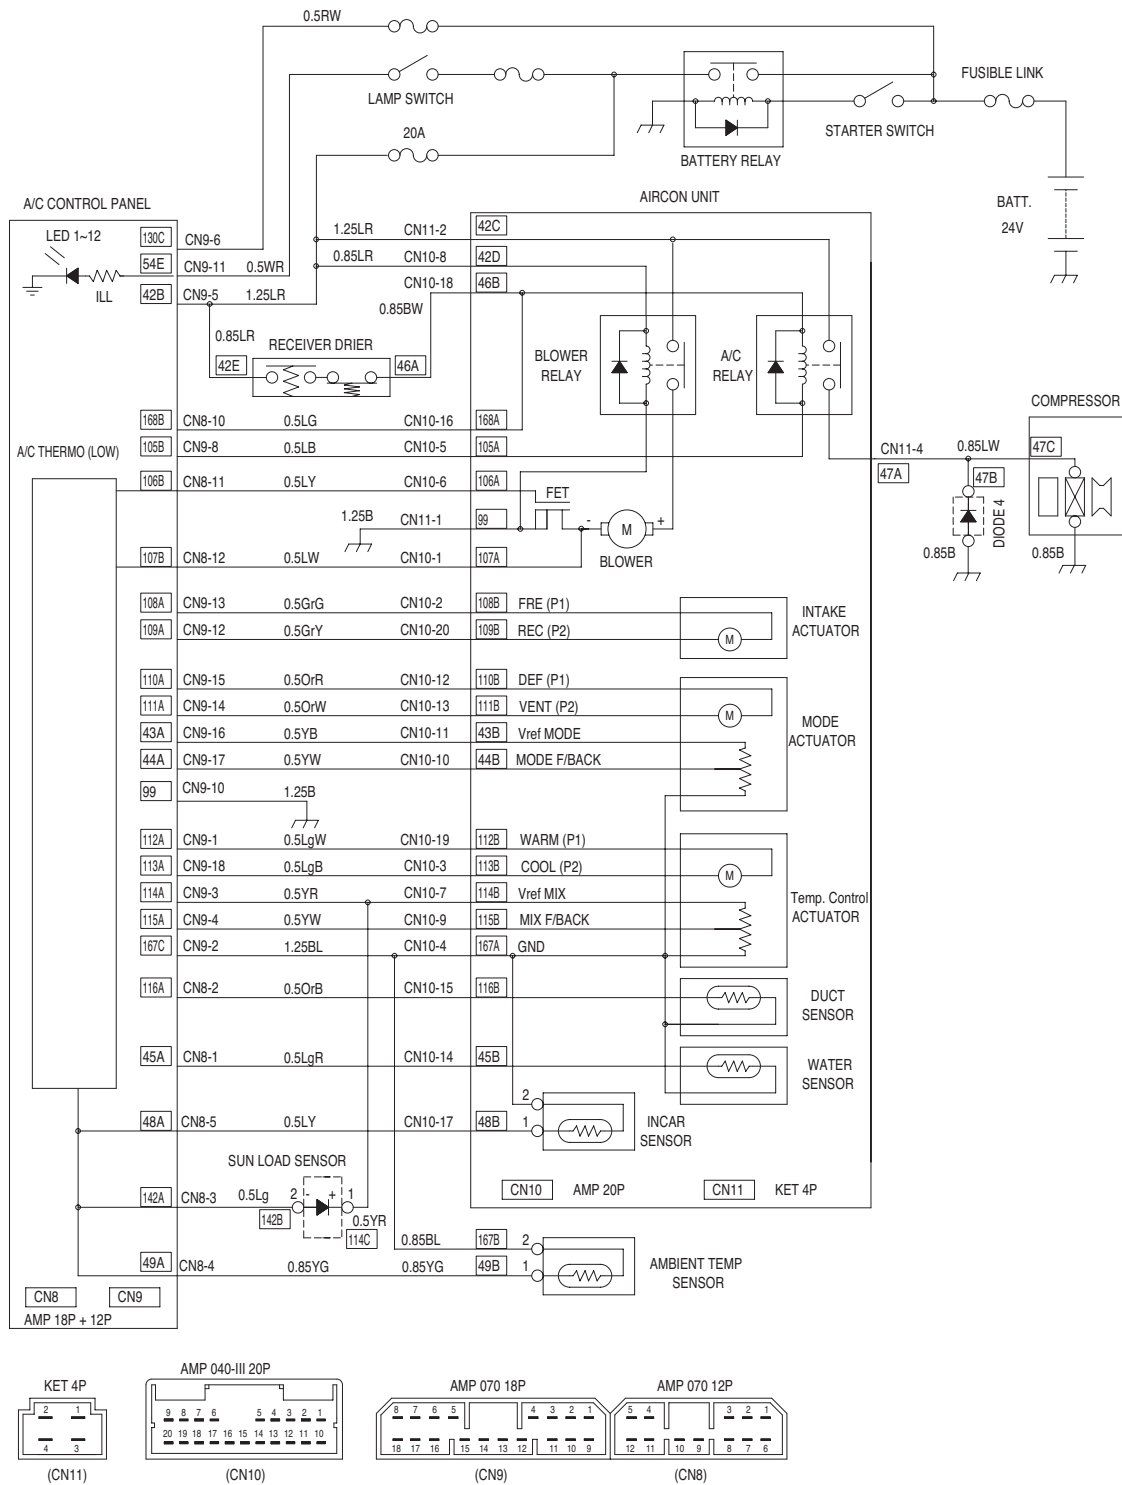 0.5RW
LAMP SWITCH
FUSIBLE LINK
20A
STARTER SWITCH
BATTERY RELAY
BATT.
24V
A/C CONTROL PANEL
AIRCON UNIT
LED 1~12
ILL
130C CN9-6
54E CN9-11 0.5WR
42B CN9-5 1.25LR
1.25LR CN11-2 42C
0.85LR CN10-8 42D
CN10-18 46B
0.85BW
0.85LR
RECEIVER DRIER
42E 46A
BLOWER RELAY
A/C RELAY
COMPRESSOR
168B CN8-10 0.5LG CN10-16 168A
105B CN9-8 0.5LB CN10-5 105A
A/C THERMO (LOW)
CN11-4 0.85LW 47C
47A 47B
106B CN8-11 0.5LY CN10-6 106A
FET
1.25B CN11-1 99
- M +
BLOWER
DIODE 4
0.85B 0.85B
107B CN8-12 0.5LW CN10-1 107A
108A CN9-13 0.5GrG CN10-2 108B FRE (P1)
109A CN9-12 0.5GrY CN10-20 109B REC (P2)
M
INTAKE
ACTUATOR
110A CN9-15 0.5OrR CN10-12 110B DEF (P1)
111A CN9-14 0.5OrW CN10-13 111B VENT (P2)
43A CN9-16 0.5YB CN10-11 43B Vref MODE
44A CN9-17 0.5YW CN10-10 44B MODE F/BACK
M
MODE
ACTUATOR
99 CN9-10 1.25B
112A CN9-1 0.5LgW CN10-19 112B WARM (P1)
113A CN9-18 0.5LgB CN10-3 113B COOL (P2)
114A CN9-3 0.5YR CN10-7 114B Vref MIX
115A CN9-4 0.5YW CN10-9 115B MIX F/BACK
167C CN9-2 1.25BL CN10-4 167A GND
M
Temp. Control
ACTUATOR
116A CN8-2 0.5OrB CN10-15 116B
DUCT
SENSOR
45A CN8-1 0.5LgR CN10-14 45B
WATER
SENSOR
48A CN8-5 0.5LY CN10-17 48B
2
1
INCAR
SENSOR
SUN LOAD SENSOR
142A CN8-3 0.5Lg 2 - + 1
142B 114C 0.5YR
CN10 AMP 20P CN11 KET 4P
0.85BL 167B 2
49A CN8-4 0.85YG 0.85YG 49B 1
AMBIENT TEMP
SENSOR
CN8 CN9
AMP 18P + 12P
KET 4P
2 1
4 3
(CN11)
AMP 040-III 20P
9 8 7 6 5 4 3 2 1
20 19 18 17 16 15 14 13 12 11 10
(CN10)
AMP 070 18P
8 7 6 5 4 3 2 1
18 17 16 15 14 13 12 11 10 9
(CN9)
AMP 070 12P
5 4 3 2 1
12 11 10 9 8 7 6
(CN8)